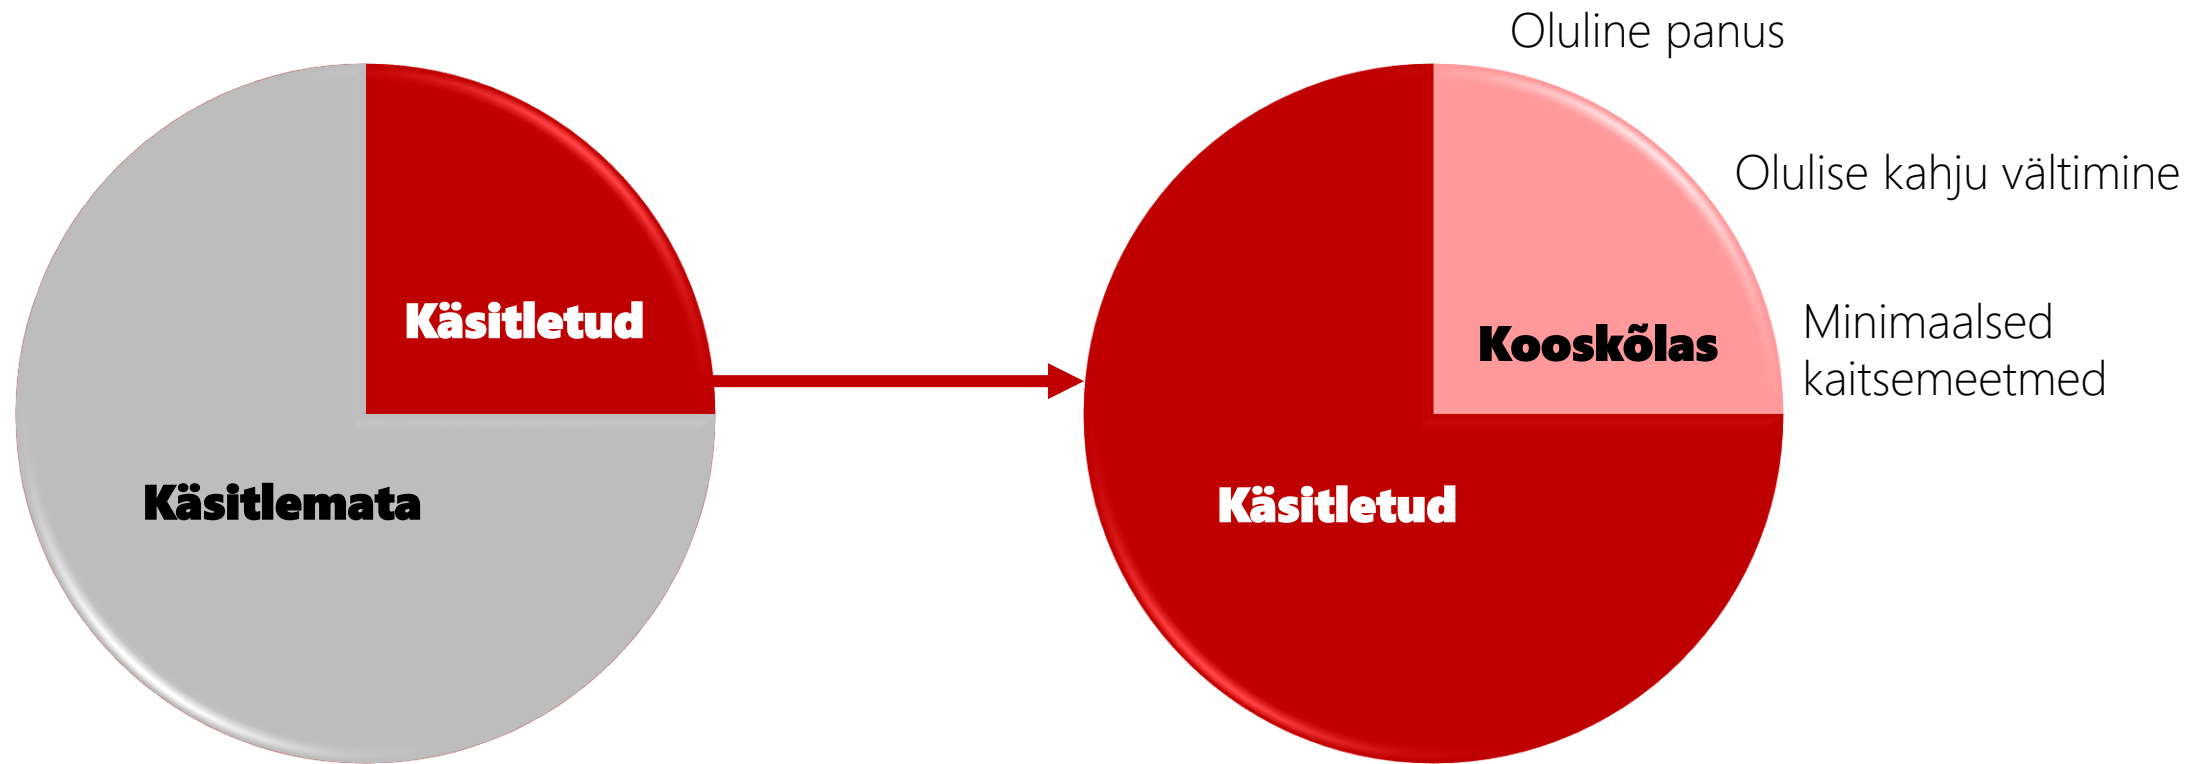 Oluline panus
Olulise kahju vältimine
Käsitletud
Kooskõlas
Minimaalsed
kaitsemeetmed
Käsitlemata
Käsitletud